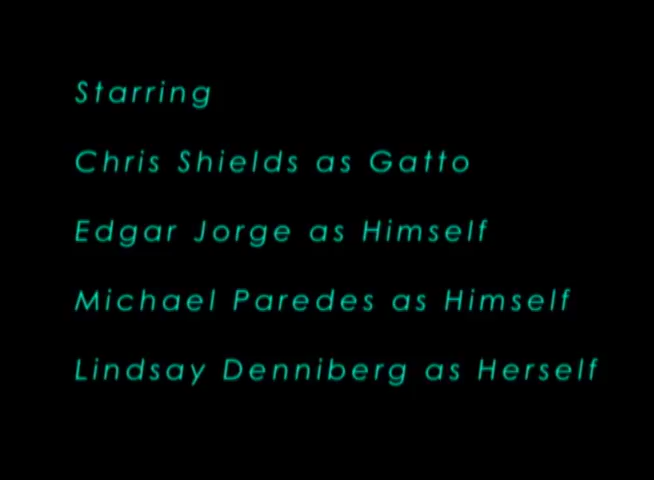 Starring
Chris Shields as Gatto
Edgar Jorge as Himself
Michael Paredes as Himself
Lindsay Denniberg as Herself